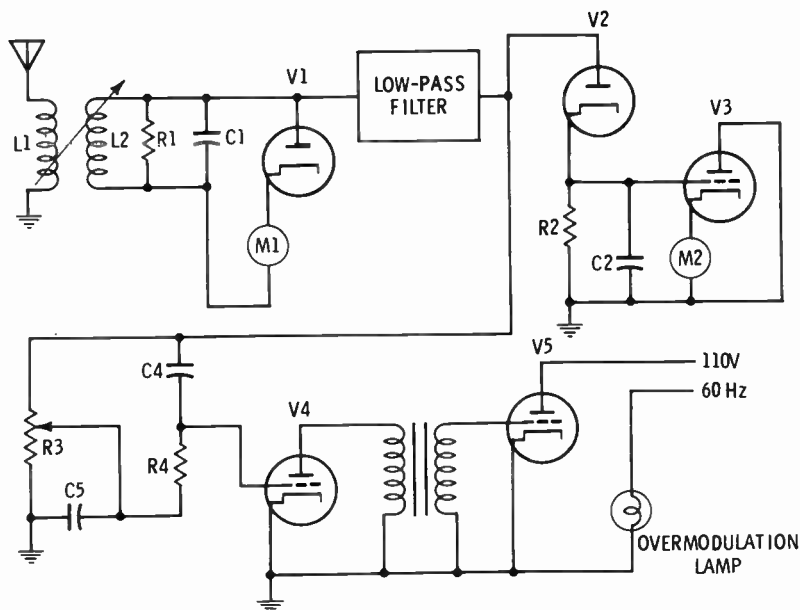 V2
V1
LOW-PASS
FILTER
V3
L1
L2
R1
C1
M1
R2
C2
M2
C4
V5
110V
60 Hz
V4
R3
R4
C5
OVERMODULATION
LAMP